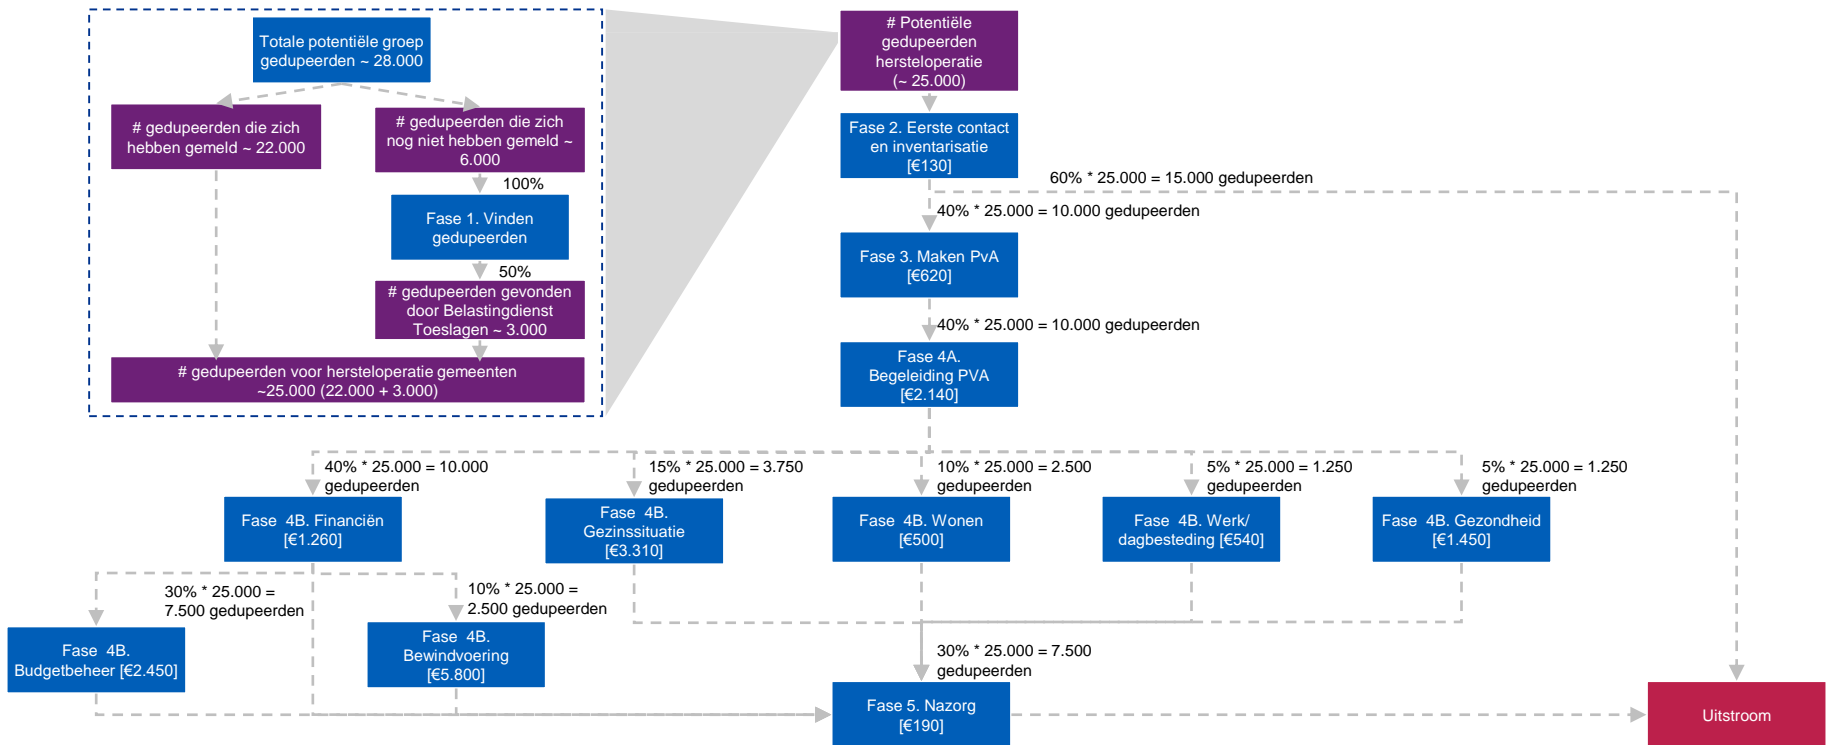 Totale potentiële groep
gedupeerden ~ 28.000
# gedupeerden die zich
hebben gemeld ~ 22.000
# gedupeerden die zich
nog niet hebben gemeld ~
6.000
100%
Fase 1. Vinden
gedupeerden
50%
# gedupeerden gevonden
door Belastingdienst
Toeslagen ~ 3.000
# gedupeerden voor hersteloperatie gemeenten
~25.000 (22.000 + 3.000)
# Potentiële
gedupeerden
hersteloperatie
(~ 25.000)
Fase 2. Eerste contact
en inventarisatie
[€130]
60% * 25.000 = 15.000 gedupeerden
40% * 25.000 = 10.000 gedupeerden
Fase 3. Maken PvA
[€620]
40% * 25.000 = 10.000 gedupeerden
Fase 4A.
Begeleiding PVA
[€2.140]
40% * 25.000 = 10.000
gedupeerden
15% * 25.000 = 3.750
gedupeerden
10% * 25.000 = 2.500
gedupeerden
5% * 25.000 = 1.250
gedupeerden
5% * 25.000 = 1.250
gedupeerden
Fase 4B. Financiën
[€1.260]
Fase 4B.
Gezinssituatie
[€3.310]
Fase 4B. Wonen
[€500]
Fase 4B. Werk/
dagbesteding [€540]
Fase 4B. Gezondheid
[€1.450]
30% * 25.000 =
7.500 gedupeerden
10% * 25.000 =
2.500 gedupeerden
Fase 4B.
Budgetbeheer [€2.450]
Fase 4B.
Bewindvoering
[€5.800]
30% * 25.000 = 7.500
gedupeerden
Fase 5. Nazorg
[€190]
Uitstroom